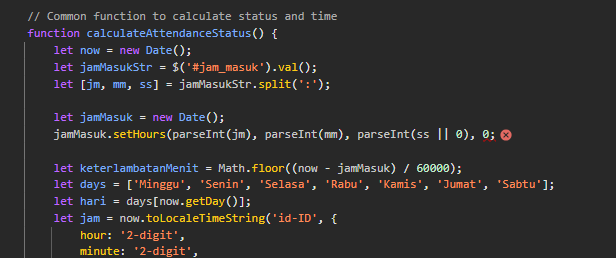 // Common function to calculate status and time
function calculateAttendanceStatus() {
let now = new Date();
let jamMasukStr = $('#jam_masuk').val();
let [jm, mm, ss] = jamMasukStr.split(':');
let jamMasuk = new Date();
jamMasuk.setHours(parseInt(jm), parseInt(mm), parseInt(ss || 0), 0;
let keterlambatanMenit = Math.floor((now - jamMasuk) / 60000);
let days = ['Minggu', 'Senin', 'Selasa', 'Rabu', 'Kamis', 'Jumat', 'Sabtu'];
let hari = days[now.getDay()];
let jam = now.toLocaleTimeString('id-ID', {
hour: '2-digit',
minute: '2-digit',